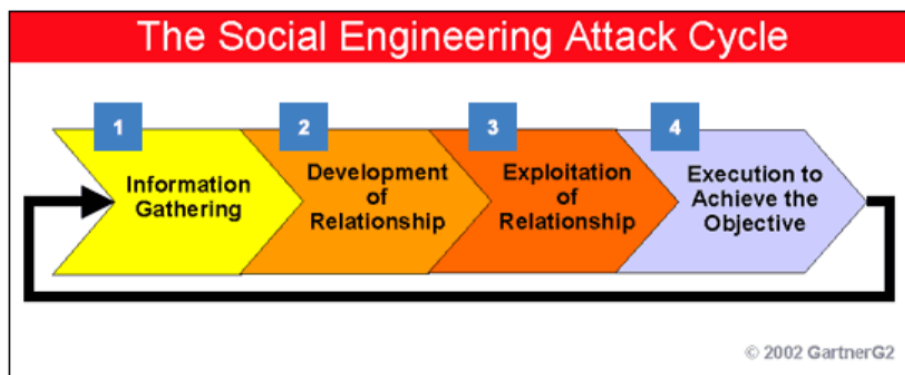 The Social Engineering Attack Cycle
1
Information
Gathering
2
Development
of
Relationship
3
Exploitation
of
Relationship
4
Execution to
Achieve the
Objective
© 2002 GartnerG2